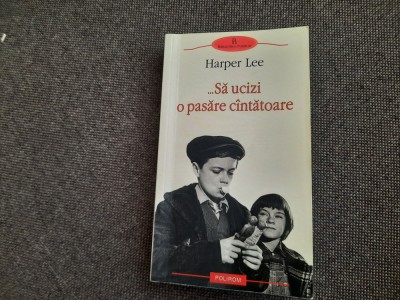 Harper Lee
...Să ucizi
o pasăre cîntătoare
POLIROM